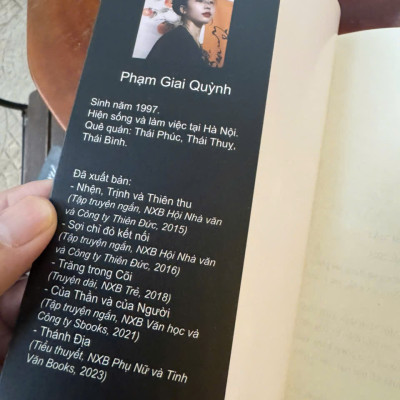 Phạm Giai Quỳnh
Sinh năm 1997.
Hiện sống và làm việc tại Hà Nội.
Quê quán: Thái Phúc, Thái Thuỵ,
Thái Bình.
Đã xuất bản:
- Nhện, Trịnh và Thiên thu
(Tập truyện ngắn, NXB Hội Nhà văn
và Công ty Thiên Đức, 2015)
- Sợi chỉ đỏ kết nối
(Tập truyện ngắn, NXB Hội Nhà văn
và Công ty Thiên Đức, 2016)
- Trăng trong Cõi
(Truyện dài, NXB Trẻ, 2018)
- Của Thần và của Người
(Tập truyện ngắn, NXB Văn học và
Công ty Sbooks, 2021)
- Thánh Địa
(Tiểu thuyết, NXB Phụ Nữ và Tinh
Văn Books, 2023)